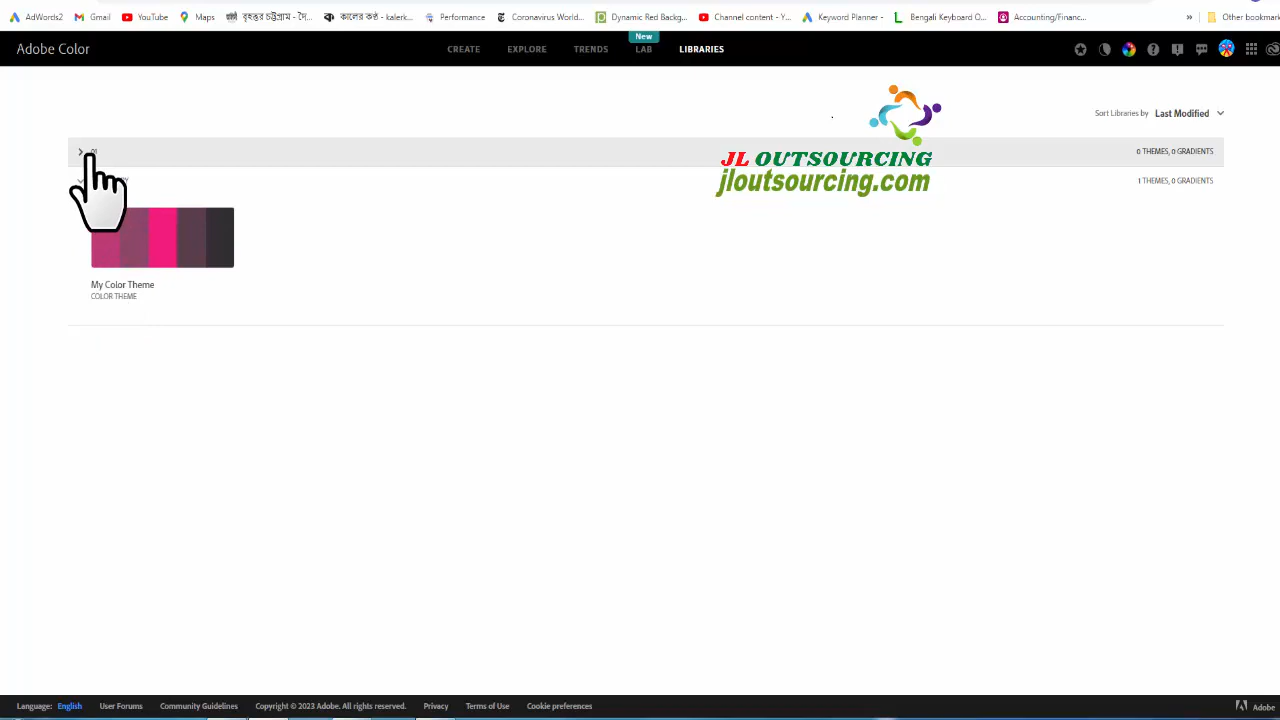 AdWords2 Gmail YouTube Maps বৃহত্তর চট্টগ্রাম - দৈ... কালের কণ্ঠ - kalerk... Performance Coronavirus World... Dynamic Red Backg... Channel content - Y... Keyword Planner - Bengali Keyboard O... Accounting/Financ... » Other bookmark
New
Adobe Color CREATE EXPLORE TRENDS LAB LIBRARIES
Sort Libraries by Last Modified
0 THEMES, 0 GRADIENTS
JL OUTSOURCING
jloutsourcing.com
1 THEMES, 0 GRADIENTS
My Color Theme
COLOR THEME
Language: English User Forums Community Guidelines Copyright © 2023 Adobe. All rights reserved. Privacy Terms of Use Cookie preferences Adobe